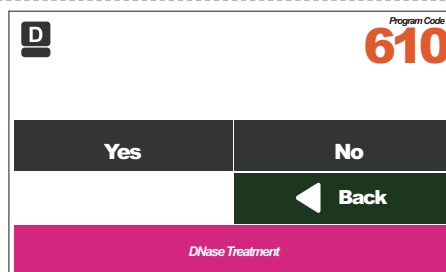 D
Program Code
610
Yes
No
Back
DNase Treatment